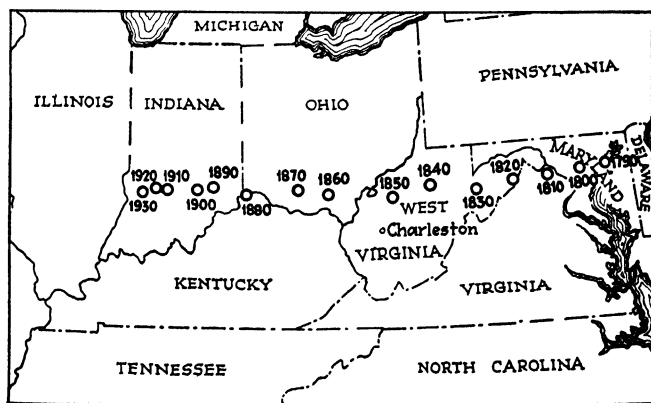 MICHIGAN
PENNSYLVANIA
ILLINOIS
INDIANA
OHIO
MARYLAND
DELAWARE
1790
1800
1810
1820
1830
1840
1850
1860
1870
1880
1890
1900
1910
1920
1930
WEST
VIRGINIA
Charleston
KENTUCKY
VIRGINIA
TENNESSEE
NORTH CAROLINA